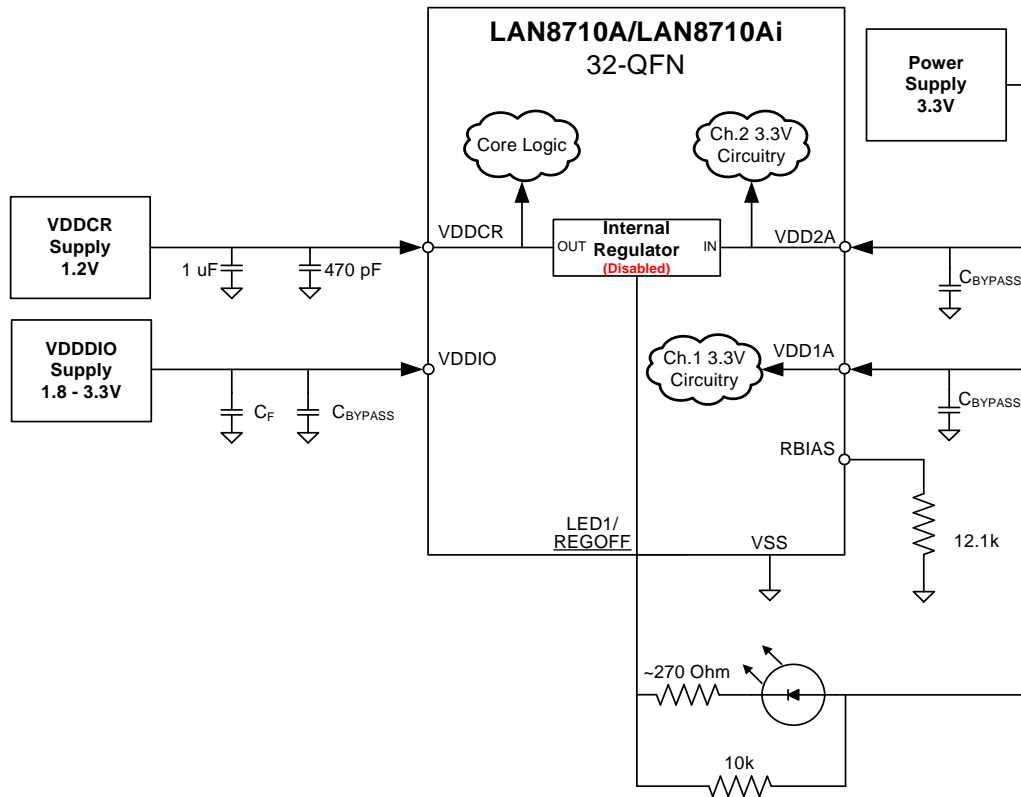 LAN8710A/LAN8710Ai
32-QFN
Power
Supply
3.3V
Core Logic
Ch.2 3.3V
Circuitry
VDDCR
Supply
1.2V
1 uF
470 pF
VDDCR
OUT
Internal
Regulator
(Disabled)
IN
VDD2A
CBYPASS
VDDDIO
Supply
1.8 - 3.3V
CF
CBYPASS
VDDIO
Ch.1 3.3V
Circuitry
VDD1A
CBYPASS
RBIAS
12.1k
LED1/
REGOFF
VSS
~270 Ohm
10k